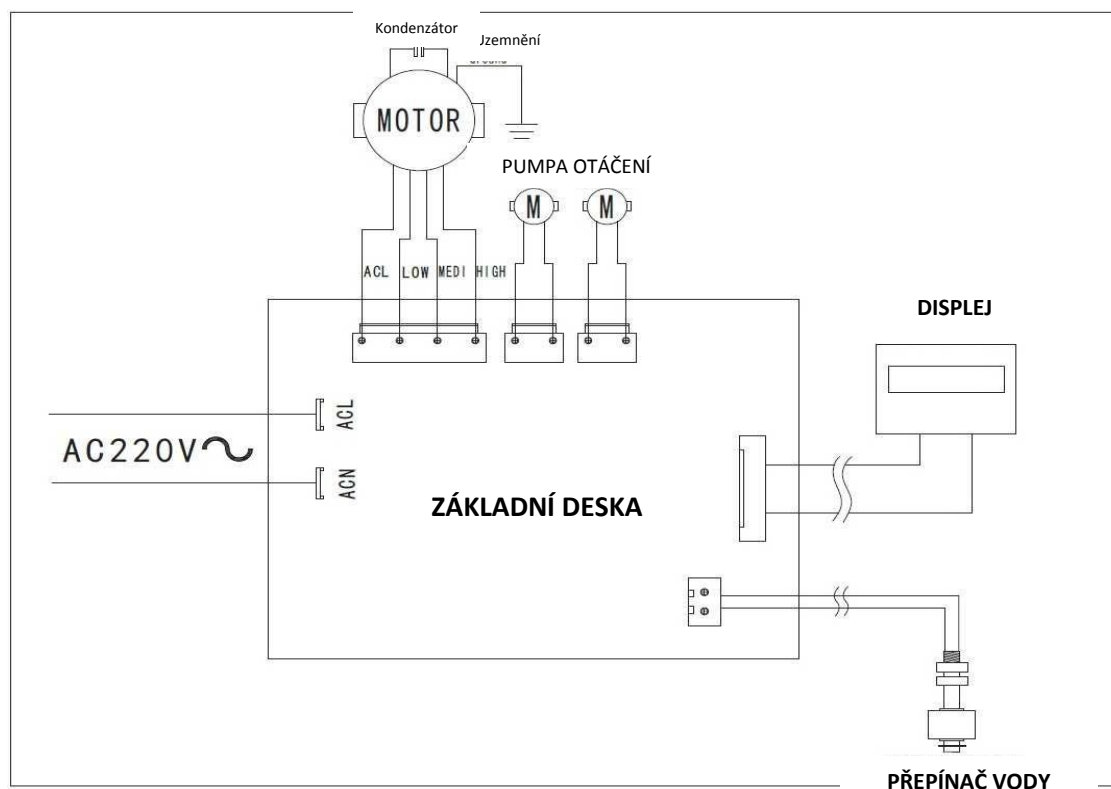 Kondenzátor
Uzemnění
MOTOR
PUMPA OTÁČENÍ
M M
ACL LOW MEDI HIGH
DISPLEJ
ACL
AC220V
ACN
ZÁKLADNÍ DESKA
PŘEPÍNAČ VODY